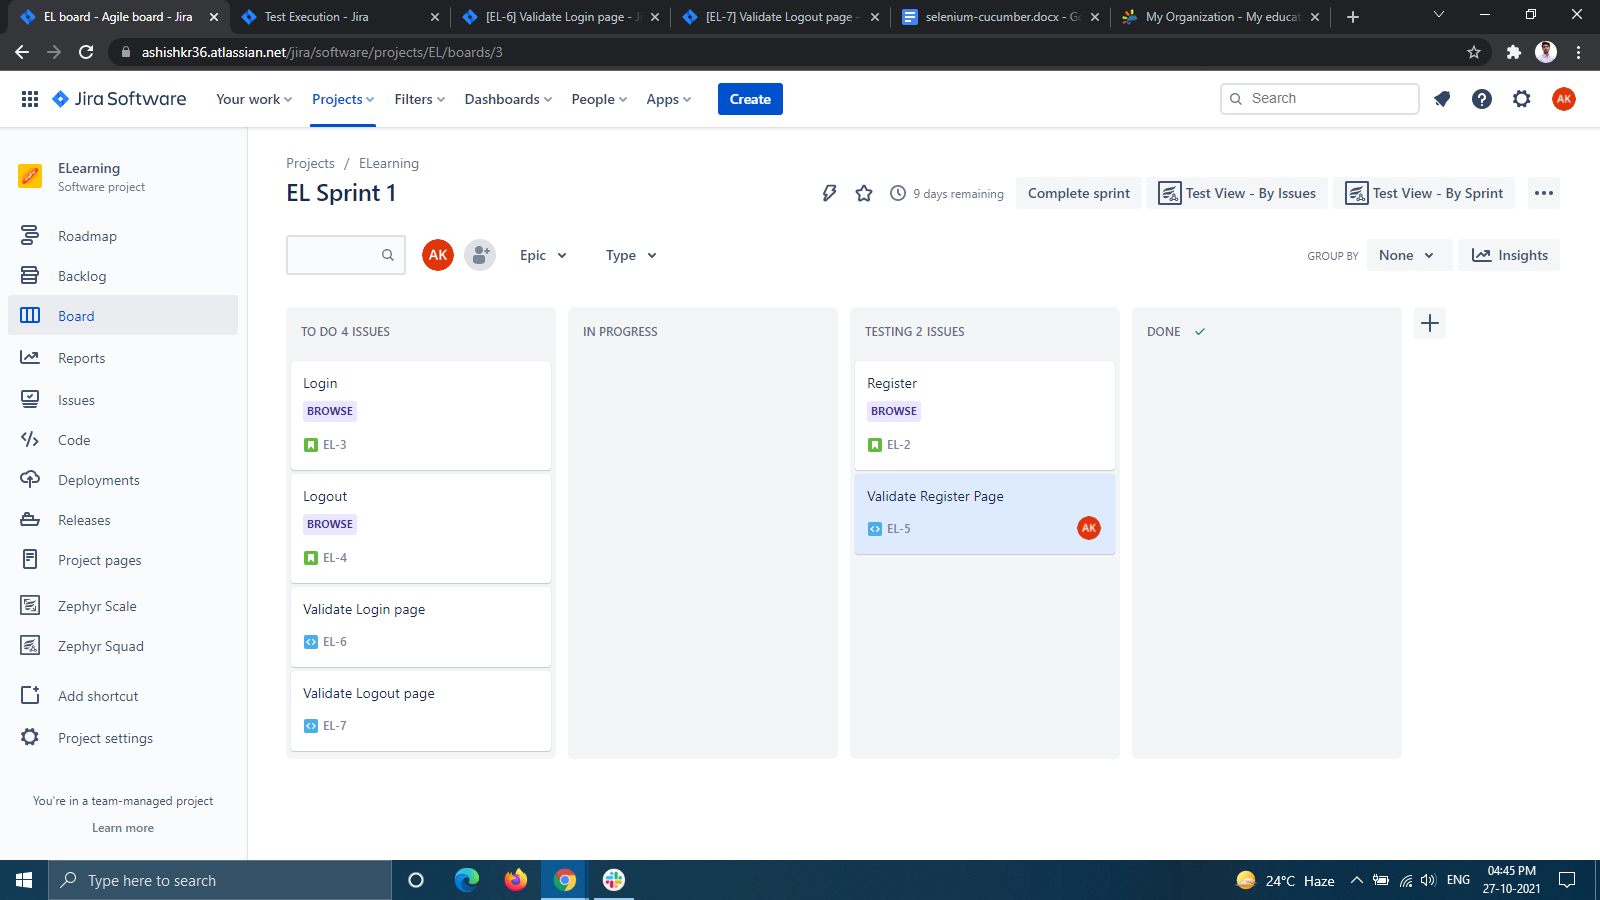 EL board - Agile board - Jira
Test Execution - Jira
[EL-6] Validate Login page - Ji
[EL-7] Validate Logout page -
selenium-cucumber.docx - Go
My Organization - My educat
ashishkr36.atlassian.net/jira/software/projects/EL/boards/3
Jira Software
Your work
Projects
Filters
Dashboards
People
Apps
Create
Search
AK
ELearning
Software project
Roadmap
Backlog
Board
Reports
Issues
Code
Deployments
Releases
Project pages
Zephyr Scale
Zephyr Squad
Add shortcut
Project settings
You're in a team-managed project
Learn more
Projects / ELearning
EL Sprint 1
9 days remaining
Complete sprint
Test View - By Issues
Test View - By Sprint
AK
Epic
Type
GROUP BY
None
Insights
TO DO 4 ISSUES
Login
BROWSE
EL-3
Logout
BROWSE
EL-4
Validate Login page
EL-6
Validate Logout page
EL-7
IN PROGRESS
TESTING 2 ISSUES
Register
BROWSE
EL-2
Validate Register Page
EL-5
AK
DONE
Type here to search
24°C Haze
ENG
04:45 PM
27-10-2021